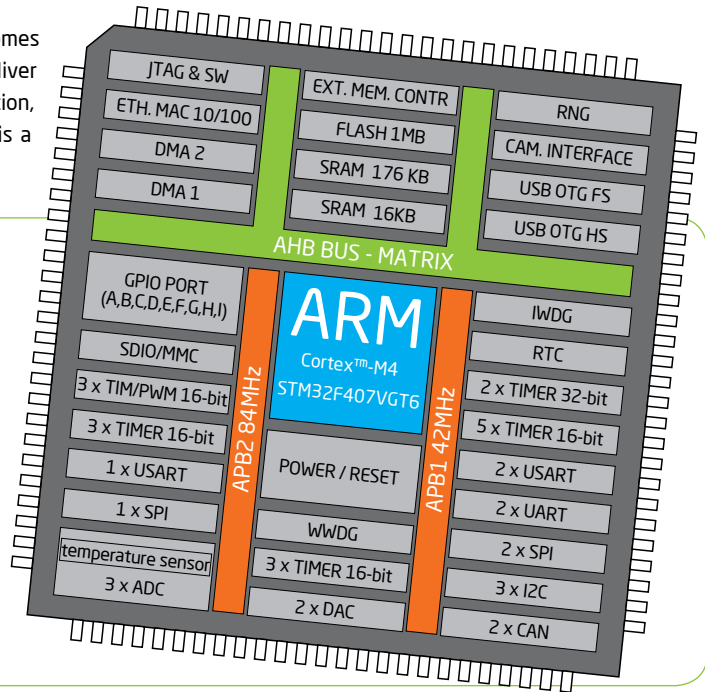 omes
liver
tion,
is a
JTAG & SW
ETH. MAC 10/100
DMA 2
DMA 1
EXT. MEM. CONTR
FLASH 1MB
SRAM 176 KB
SRAM 16KB
RNG
CAM. INTERFACE
USB OTG FS
USB OTG HS
AHB BUS - MATRIX
GPIO PORT
(A,B,C,D,E,F,G,H,I)
SDIO/MMC
3 x TIM/PWM 16-bit
3 x TIMER 16-bit
1 x USART
1 x SPI
temperature sensor
3 x ADC
APB2 84MHz
ARM
Cortex™-M4
STM32F407VGT6
POWER / RESET
WWDG
3 x TIMER 16-bit
2 x DAC
APB1 42MHz
IWDG
RTC
2 x TIMER 32-bit
5 x TIMER 16-bit
2 x USART
2 x UART
2 x SPI
3 x I2C
2 x CAN